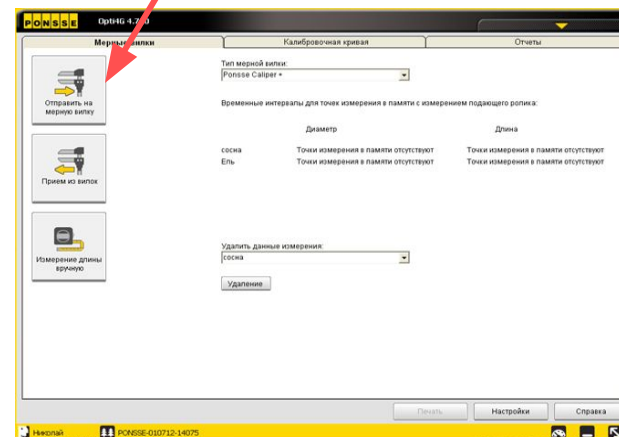 PONSSE Opti4G 4.7
Мерные вилки Калибровочная кривая Отчеты
Отправить на
мерную вилку
Прием из вилок
Измерение длины
вручную
Тип мерной вилки:
Ponsse Caliper +
Временные интервалы для точек измерения в памяти с измерением подающего ролика:
Диаметр Длина
сосна Точки измерения в памяти отсутствуют Точки измерения в памяти отсутствуют
Ель Точки измерения в памяти отсутствуют Точки измерения в памяти отсутствуют
Удалить данные измерения:
сосна
Удаление
Печать Настройки Справка
Николай PONSSE-010712-14075